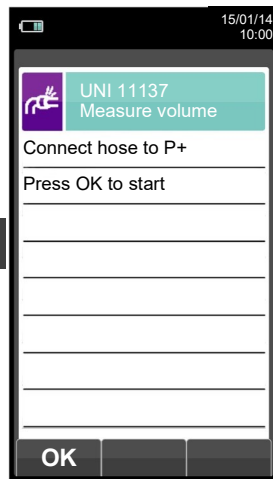 15/01/14
10:00
UNI 11137
Measure volume
Connect hose to P+
Press OK to start
OK